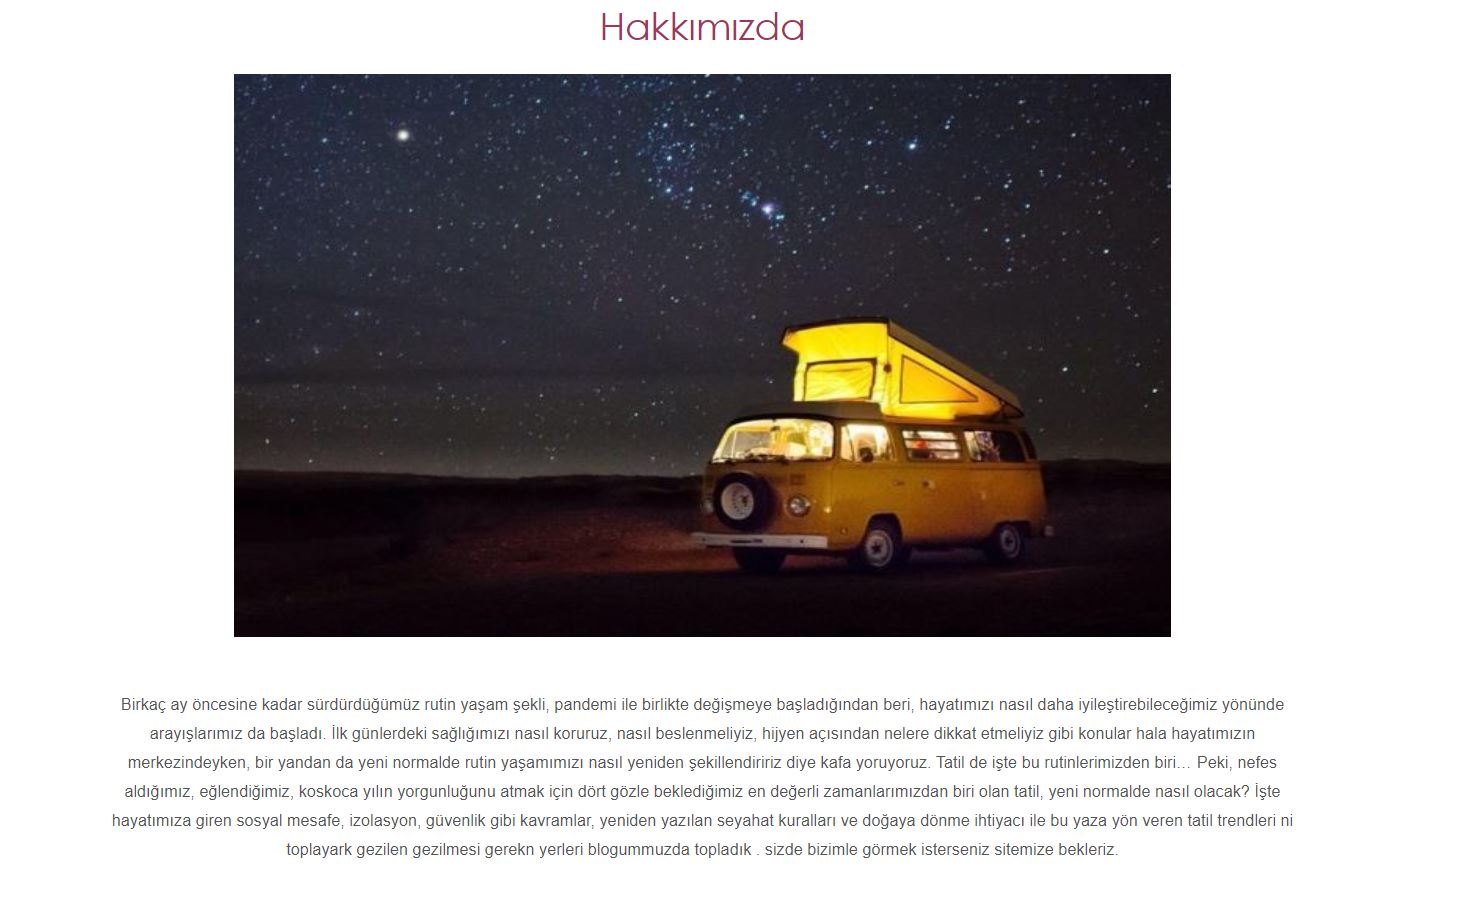 Hakkımızda
Birkaç ay öncesine kadar sürdürdüğümüz rutin yaşam şekli, pandemi ile birlikte değişmeye başladığından beri, hayatımızı nasıl daha iyileştirebileceğimiz yönünde
arayışlarımız da başladı. İlk günlerdeki sağlığımızı nasıl koruruz, nasıl beslenmeliyiz, hijyen açısından nelere dikkat etmeliyiz gibi konular hala hayatımızın
merkezindeyken, bir yandan da yeni normalde rutin yaşamımızı nasıl yeniden şekillendiririz diye kafa yoruyoruz. Tatil de işte bu rutinlerimizden biri… Peki, nefes
aldığımız, eğlendiğimiz, koskoca yılın yorgunluğunu atmak için dört gözle beklediğimiz en değerli zamanlarımızdan biri olan tatil, yeni normalde nasıl olacak? İşte
hayatımıza giren sosyal mesafe, izolasyon, güvenlik gibi kavramlar, yeniden yazılan seyahat kuralları ve doğaya dönme ihtiyacı ile bu yaza yön veren tatil trendleri ni
toplayark gezilen gezilmesi gerekn yerleri blogummuzda topladık . sizde bizimle görmek isterseniz sitemize bekleriz.